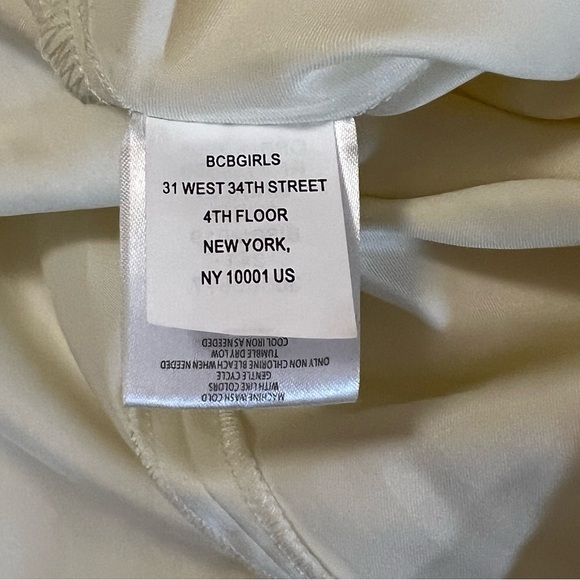 BCBGIRLS
31 WEST 34TH STREET
4TH FLOOR
NEW YORK,
NY 10001 US
MACHINE WASH COLD
WITH LIKE COLORS
GENTLE CYCLE
ONLY NON CHLORINE BLEACH WHEN NEEDED
TUMBLE DRY LOW
COOL IRON AS NEEDED